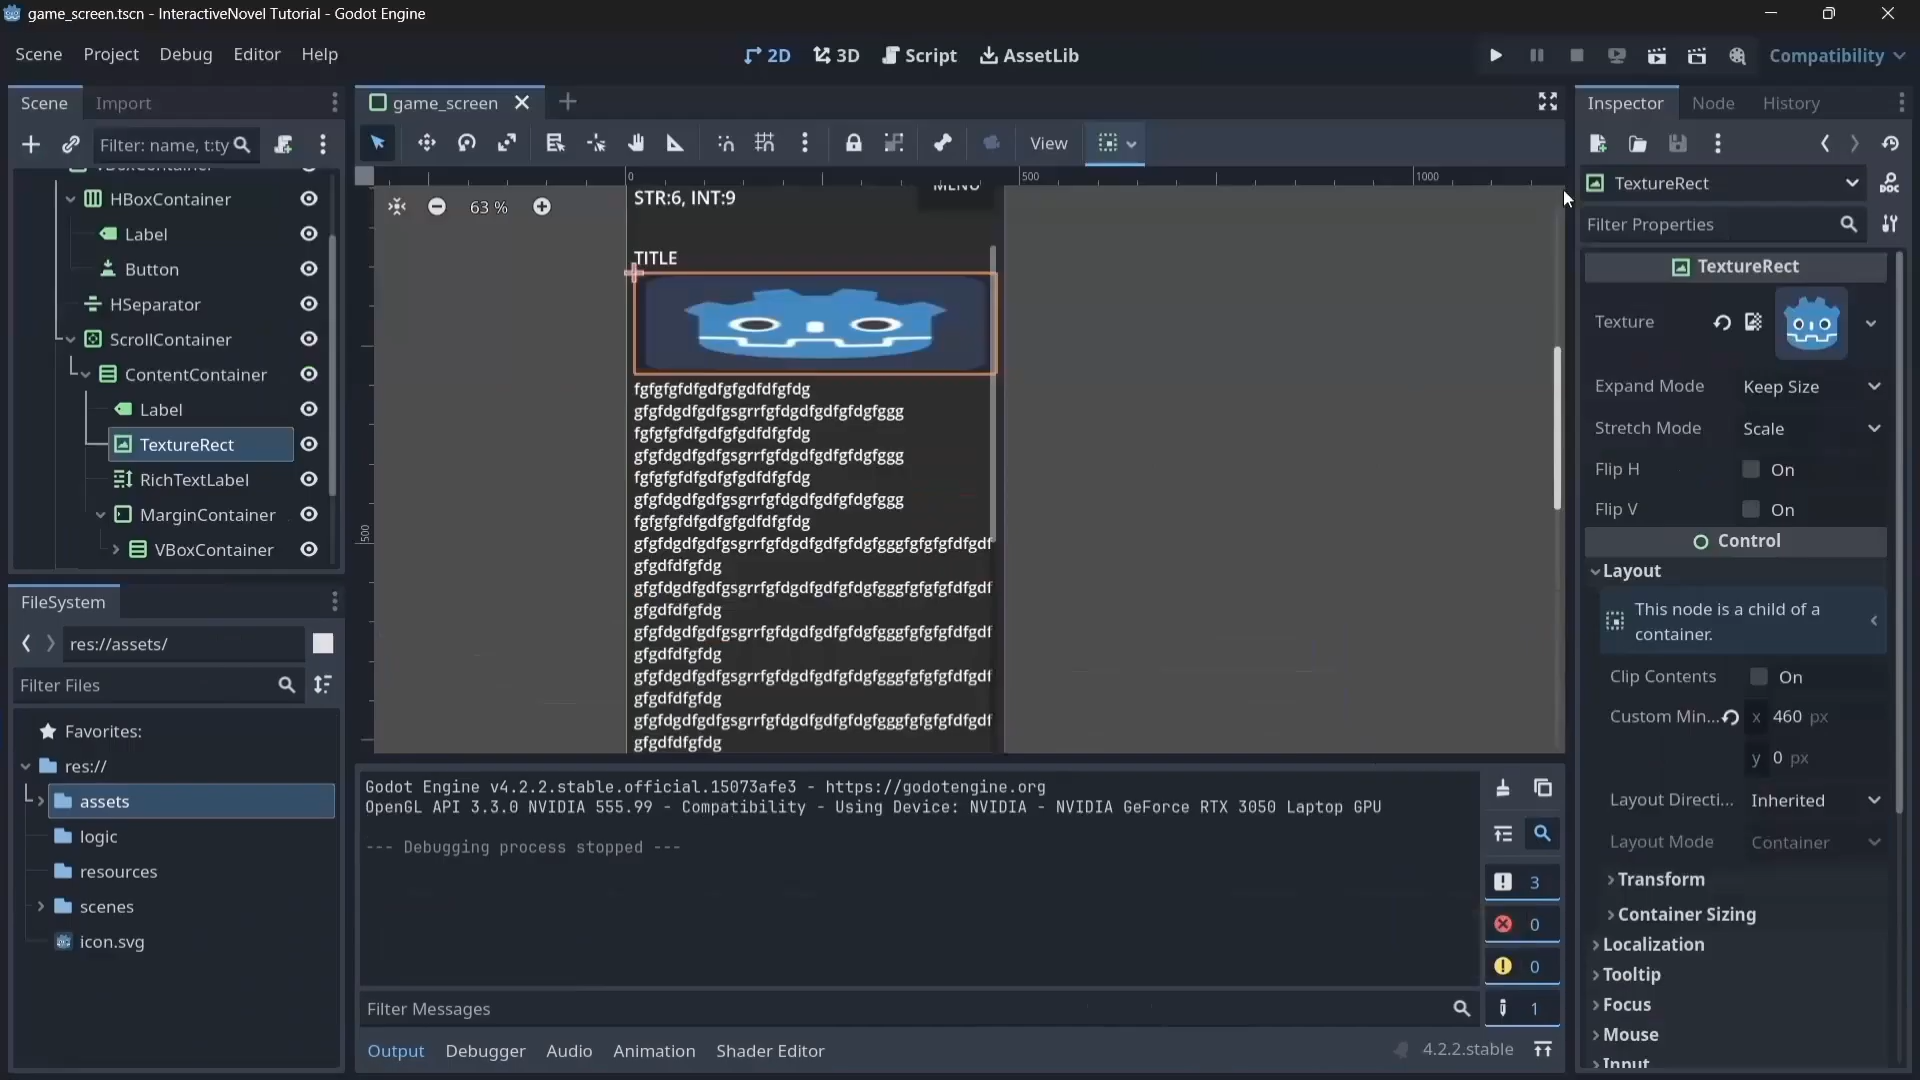 game_screen.tscn - InteractiveNovel Tutorial - Godot Engine
Scene Project Debug Editor Help
2D 3D Script AssetLib
Compatibility
Scene Import
Filter: name, t:ty
VBoxContainer
HBoxContainer
Label
Button
HSeparator
ScrollContainer
ContentContainer
Label
TextureRect
RichTextLabel
MarginContainer
VBoxContainer
FileSystem
res://assets/
Filter Files
Favorites:
res://
assets
logic
resources
scenes
icon.svg
game_screen
View
0 500 1000
500
63 %
MENU
STR:6, INT:9
TITLE
fgfgfgfdfgdfgfgdfdfgfdg
gfgfdgdfgdfgsgrrfgfdgdfgdfgfdgfggg
fgfgfgfdfgdfgfgdfdfgfdg
gfgfdgdfgdfgsgrrfgfdgdfgdfgfdgfggg
fgfgfgfdfgdfgfgdfdfgfdg
gfgfdgdfgdfgsgrrfgfdgdfgdfgfdgfggg
fgfgfgfdfgdfgfgdfdfgfdg
gfgfdgdfgdfgsgrrfgfdgdfgdfgfdgfgggfgfgfgfdfgdf
gfgdfdfgfdg
gfgfdgdfgdfgsgrrfgfdgdfgdfgfdgfgggfgfgfgfdfgdf
gfgdfdfgfdg
gfgfdgdfgdfgsgrrfgfdgdfgdfgfdgfgggfgfgfgfdfgdf
gfgdfdfgfdg
gfgfdgdfgdfgsgrrfgfdgdfgdfgfdgfgggfgfgfgfdfgdf
gfgdfdfgfdg
gfgfdgdfgdfgsgrrfgfdgdfgdfgfdgfgggfgfgfgfdfgdf
gfgdfdfgfdg
Godot Engine v4.2.2.stable.official.15073afe3 - https://godotengine.org
OpenGL API 3.3.0 NVIDIA 555.99 - Compatibility - Using Device: NVIDIA - NVIDIA GeForce RTX 3050 Laptop GPU
--- Debugging process stopped ---
3
0
0
1
Filter Messages
Output Debugger Audio Animation Shader Editor
4.2.2.stable
Inspector Node History
TextureRect
DOC
Filter Properties
TextureRect
Texture
Expand Mode Keep Size
Stretch Mode Scale
Flip H On
Flip V On
Control
Layout
This node is a child of a
container.
Clip Contents On
Custom Min... x 460 px
y 0 px
Layout Directi... Inherited
Layout Mode Container
Transform
Container Sizing
Localization
Tooltip
Focus
Mouse
Input